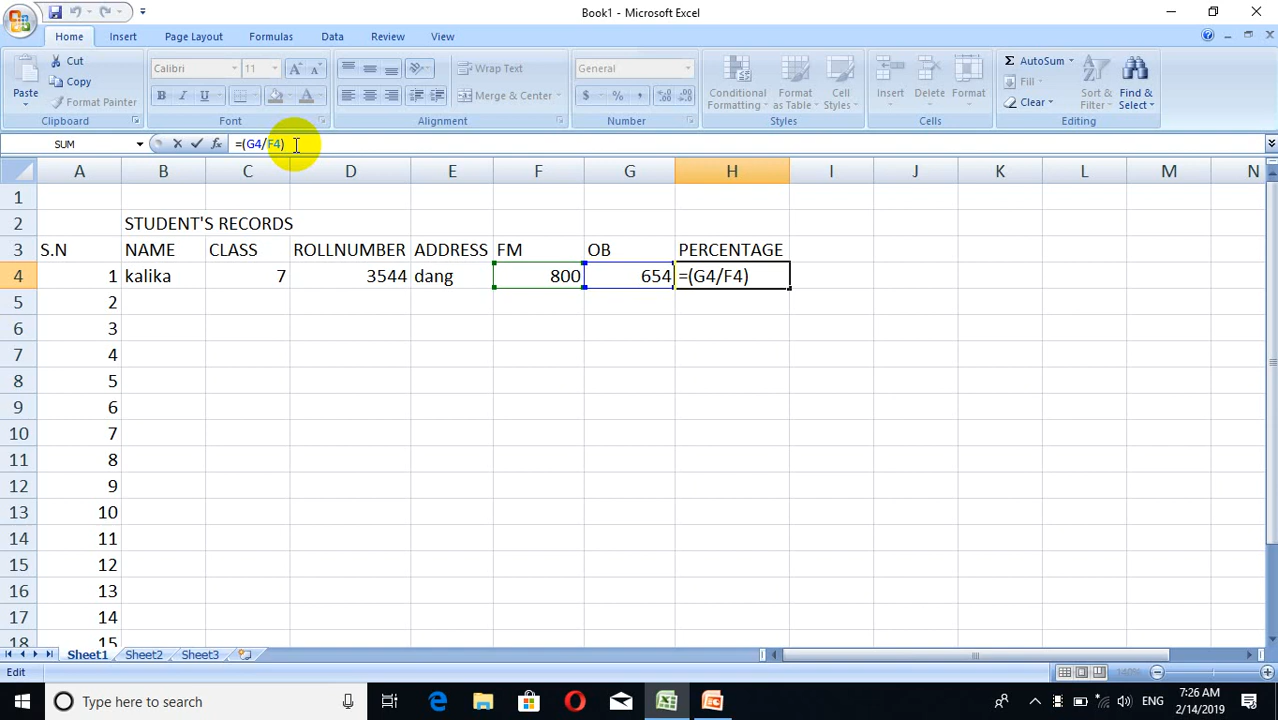 Book1 - Microsoft Excel
Home Insert Page Layout Formulas Data Review View
Paste Cut Copy Format Painter
Clipboard
Calibri 11
B I U A
Font
Wrap Text
Merge & Center
Alignment
General
$ % ,
Number
Conditional Formatting Format as Table Cell Styles
Styles
Insert Delete Format
Cells
Σ AutoSum Fill Clear Sort & Filter Find & Select
Editing
SUM fx =(G4/F4)
A B C D E F G H I J K L M N
1
2 STUDENT'S RECORDS
3 S.N NAME CLASS ROLLNUMBER ADDRESS FM OB PERCENTAGE
4 1 kalika 7 3544 dang 800 654 =(G4/F4)
5 2
6 3
7 4
8 5
9 6
10 7
11 8
12 9
13 10
14 11
15 12
16 13
17 14
18 15
Sheet1 Sheet2 Sheet3
Edit 140%
Type here to search ENG 7:26 AM
2/14/2019